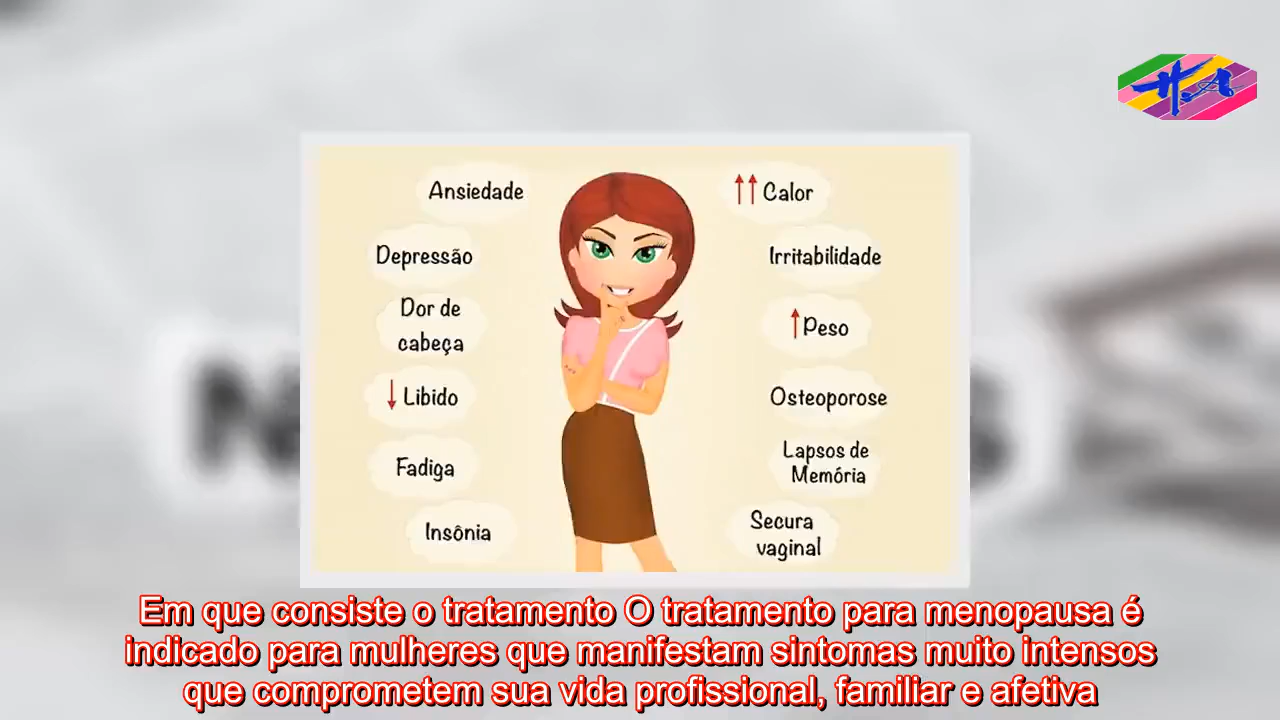 Ansiedade
Depressão
Dor de
cabeça
↓ Libido
Fadiga
Insônia
↑↑ Calor
Irritabilidade
↑ Peso
Osteoporose
Lapsos de
Memória
Secura
vaginal
Em que consiste o tratamento O tratamento para menopausa é
indicado para mulheres que manifestam sintomas muito intensos
que comprometem sua vida profissional, familiar e afetiva